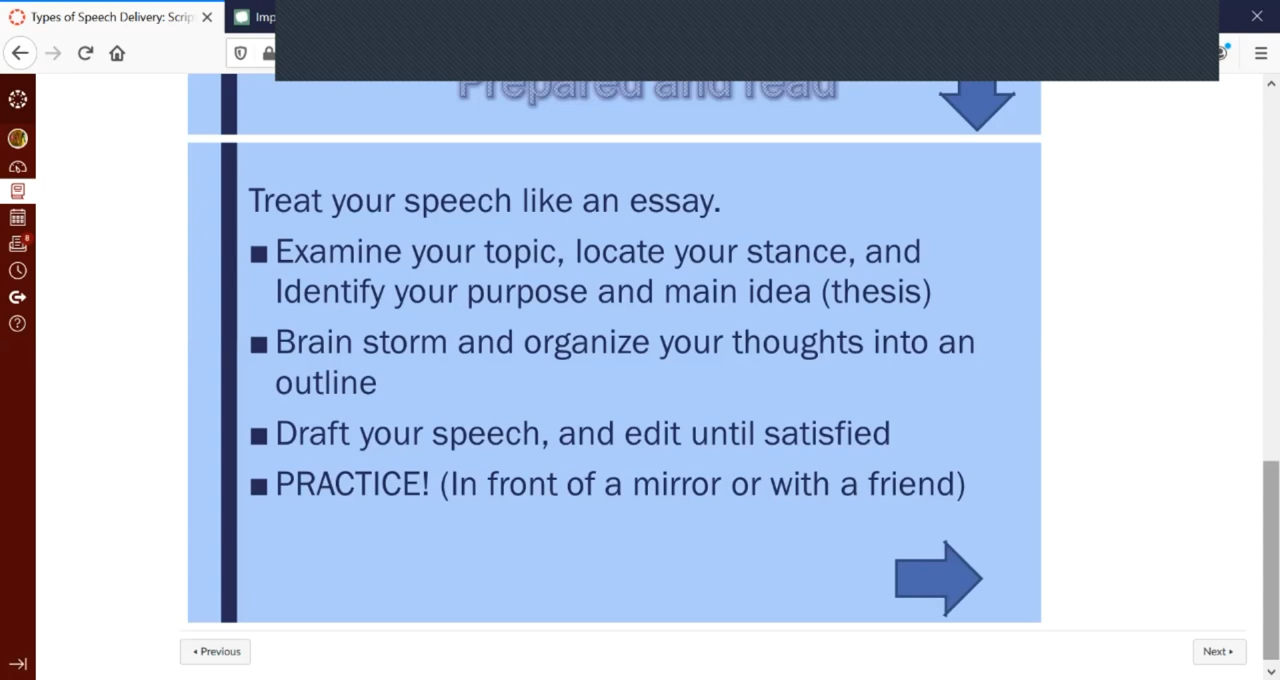 Types of Speech Delivery: Scrip
Imp
Prepared and read
Treat your speech like an essay.
■ Examine your topic, locate your stance, and
Identify your purpose and main idea (thesis)
■ Brain storm and organize your thoughts into an
outline
■ Draft your speech, and edit until satisfied
■ PRACTICE! (In front of a mirror or with a friend)
8
Previous
Next